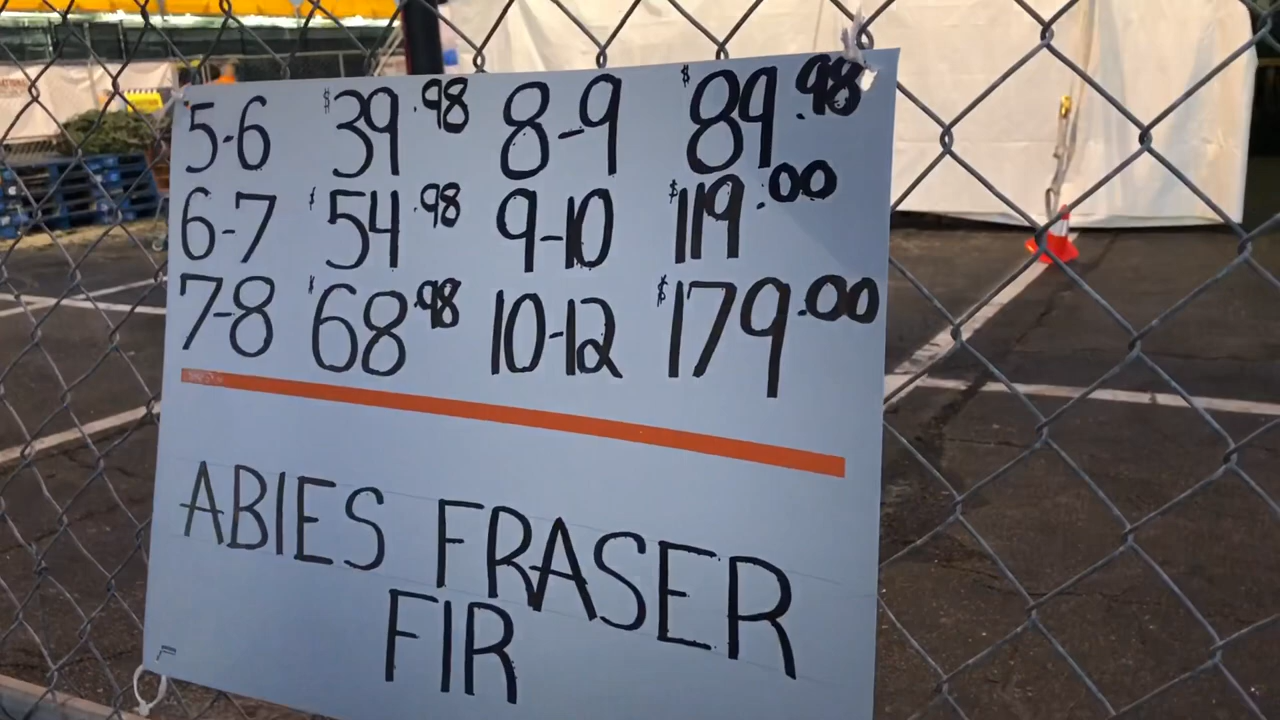 5-6 $39.98 8-9 $89.98
6-7 $54.98 9-10 $119.00
7-8 $68.98 10-12 $179.00
ABIES FRASER
FIR